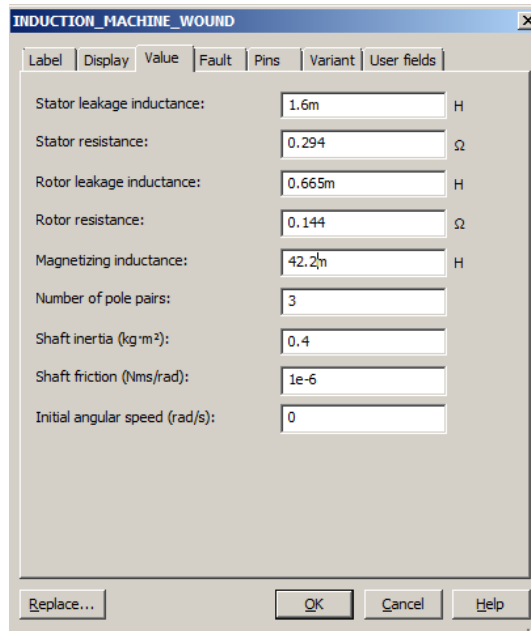 INDUCTION_MACHINE_WOUND
Label Display Value Fault Pins Variant User fields
Stator leakage inductance: 1.6m H
Stator resistance: 0.294 Ω
Rotor leakage inductance: 0.665m H
Rotor resistance: 0.144 Ω
Magnetizing inductance: 42.2m H
Number of pole pairs: 3
Shaft inertia (kg·m²): 0.4
Shaft friction (Nms/rad): 1e-6
Initial angular speed (rad/s): 0
Replace... OK Cancel Help